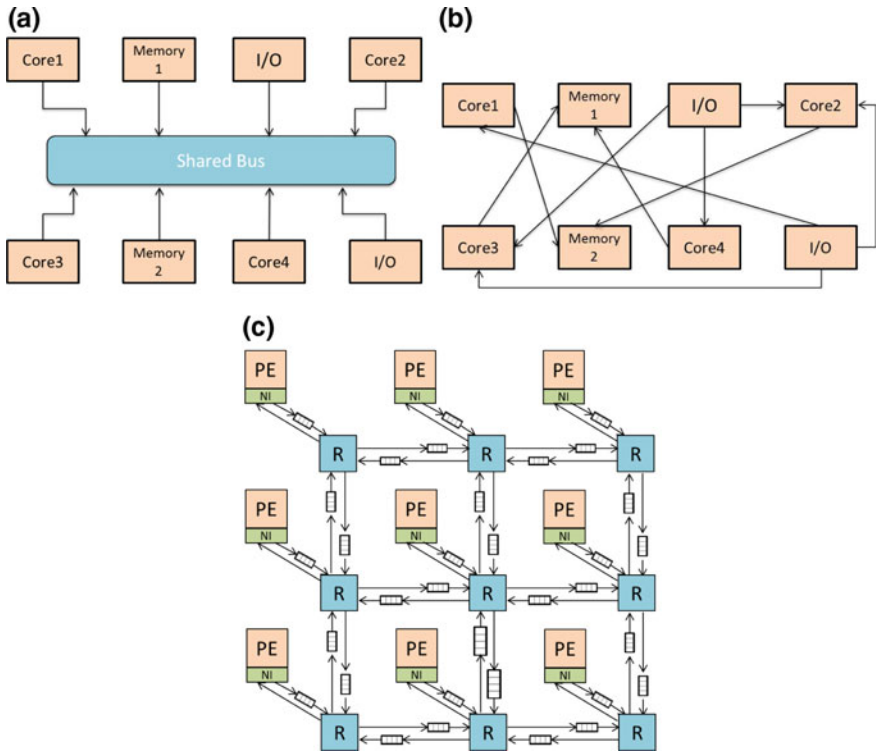 (a)
Core1
Memory
1
I/O
Core2
Shared Bus
Core3
Memory
2
Core4
I/O
(b)
Core1
Memory
1
I/O
Core2
Core3
Memory
2
Core4
I/O
(c)
PE
NI
PE
NI
PE
NI
R
R
R
PE
NI
PE
NI
PE
NI
R
R
R
PE
NI
PE
NI
PE
NI
R
R
R